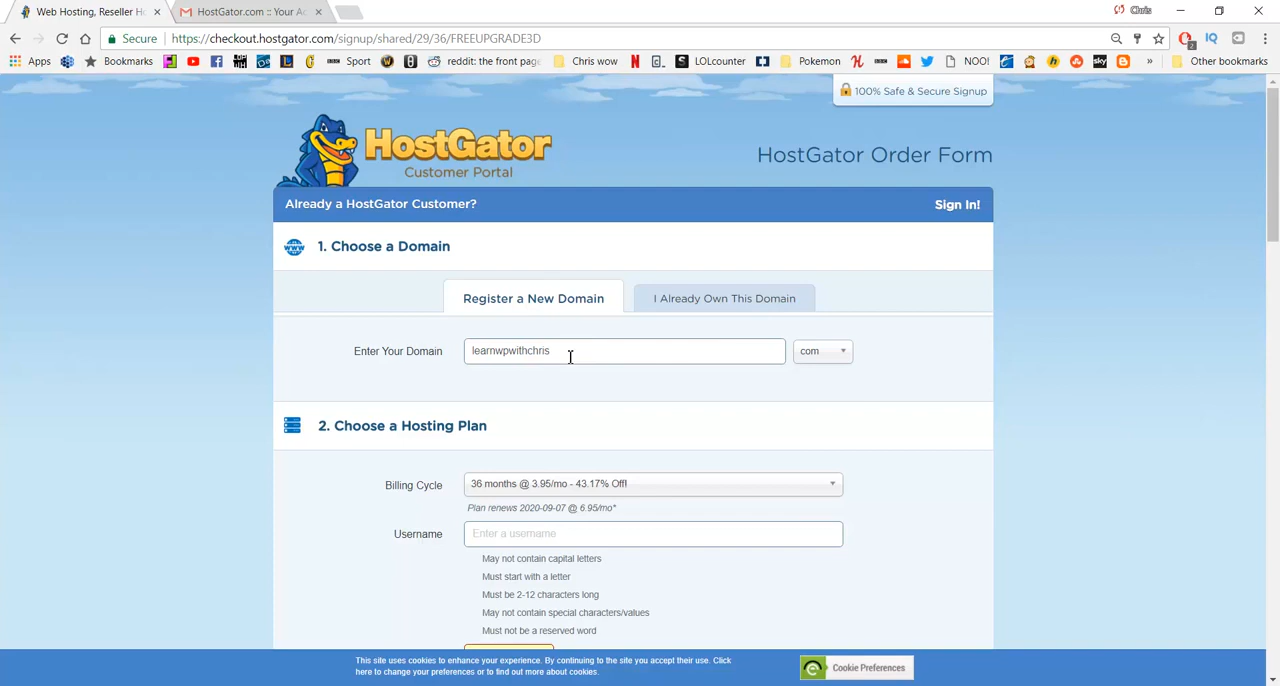 Web Hosting, Reseller Ho
HostGator.com :: Your Ac
Chris
Secure
https://checkout.hostgator.com/signup/shared/29/36/FREEUPGRADE3D
Apps
Bookmarks
Sport
reddit: the front page
Chris wow
LOLcounter
Pokemon
NOO!
Other bookmarks
100% Safe & Secure Signup
HostGator
Customer Portal
HostGator Order Form
Already a HostGator Customer?
Sign In!
1. Choose a Domain
Register a New Domain
I Already Own This Domain
Enter Your Domain
learnwpwithchris
com
2. Choose a Hosting Plan
Billing Cycle
36 months @ 3.95/mo - 43.17% Off!
Plan renews 2020-09-07 @ 6.95/mo*
Username
Enter a username
May not contain capital letters
Must start with a letter
Must be 2-12 characters long
May not contain special characters/values
Must not be a reserved word
This site uses cookies to enhance your experience. By continuing to the site you accept their use. Click
here to change your preferences or to find out more about cookies.
Cookie Preferences